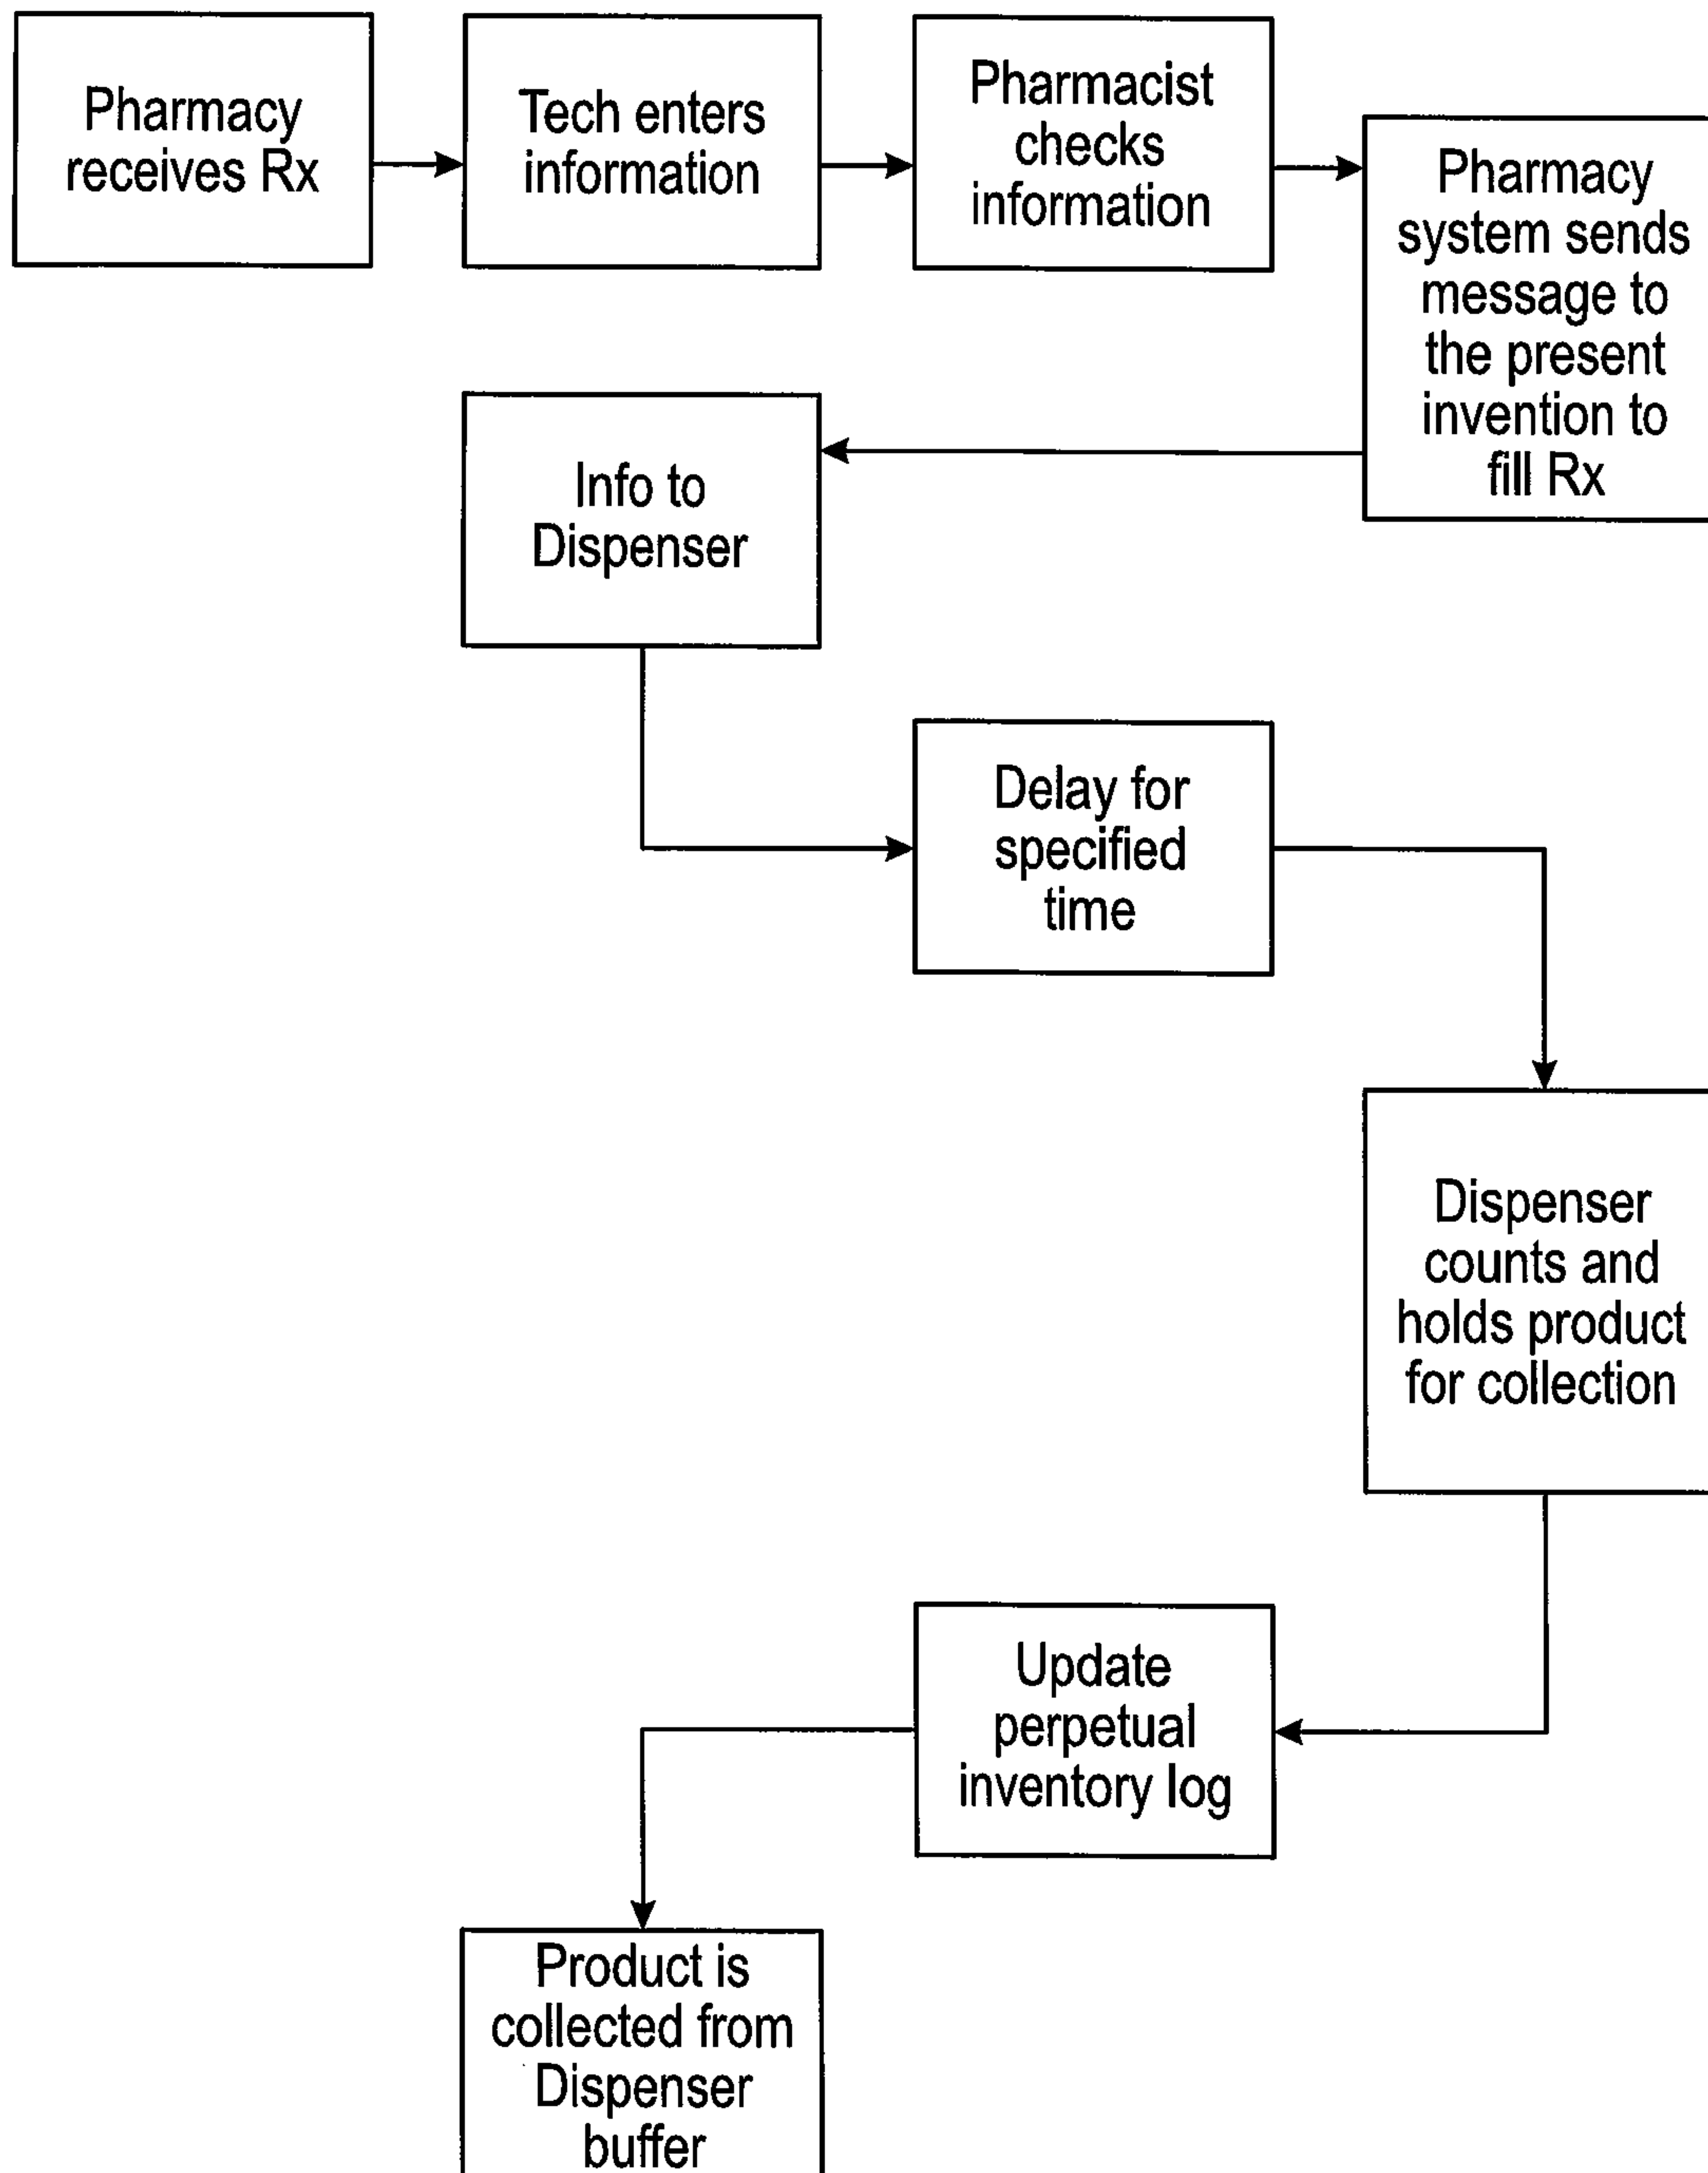 Pharmacy
receives Rx
Tech enters
information
Pharmacist
checks
information
Pharmacy
system sends
message to
the present
invention to
fill Rx
Info to
Dispenser
Delay for
specified
time
Dispenser
counts and
holds product
for collection
Update
perpetual
inventory log
Product is
collected from
Dispenser
buffer